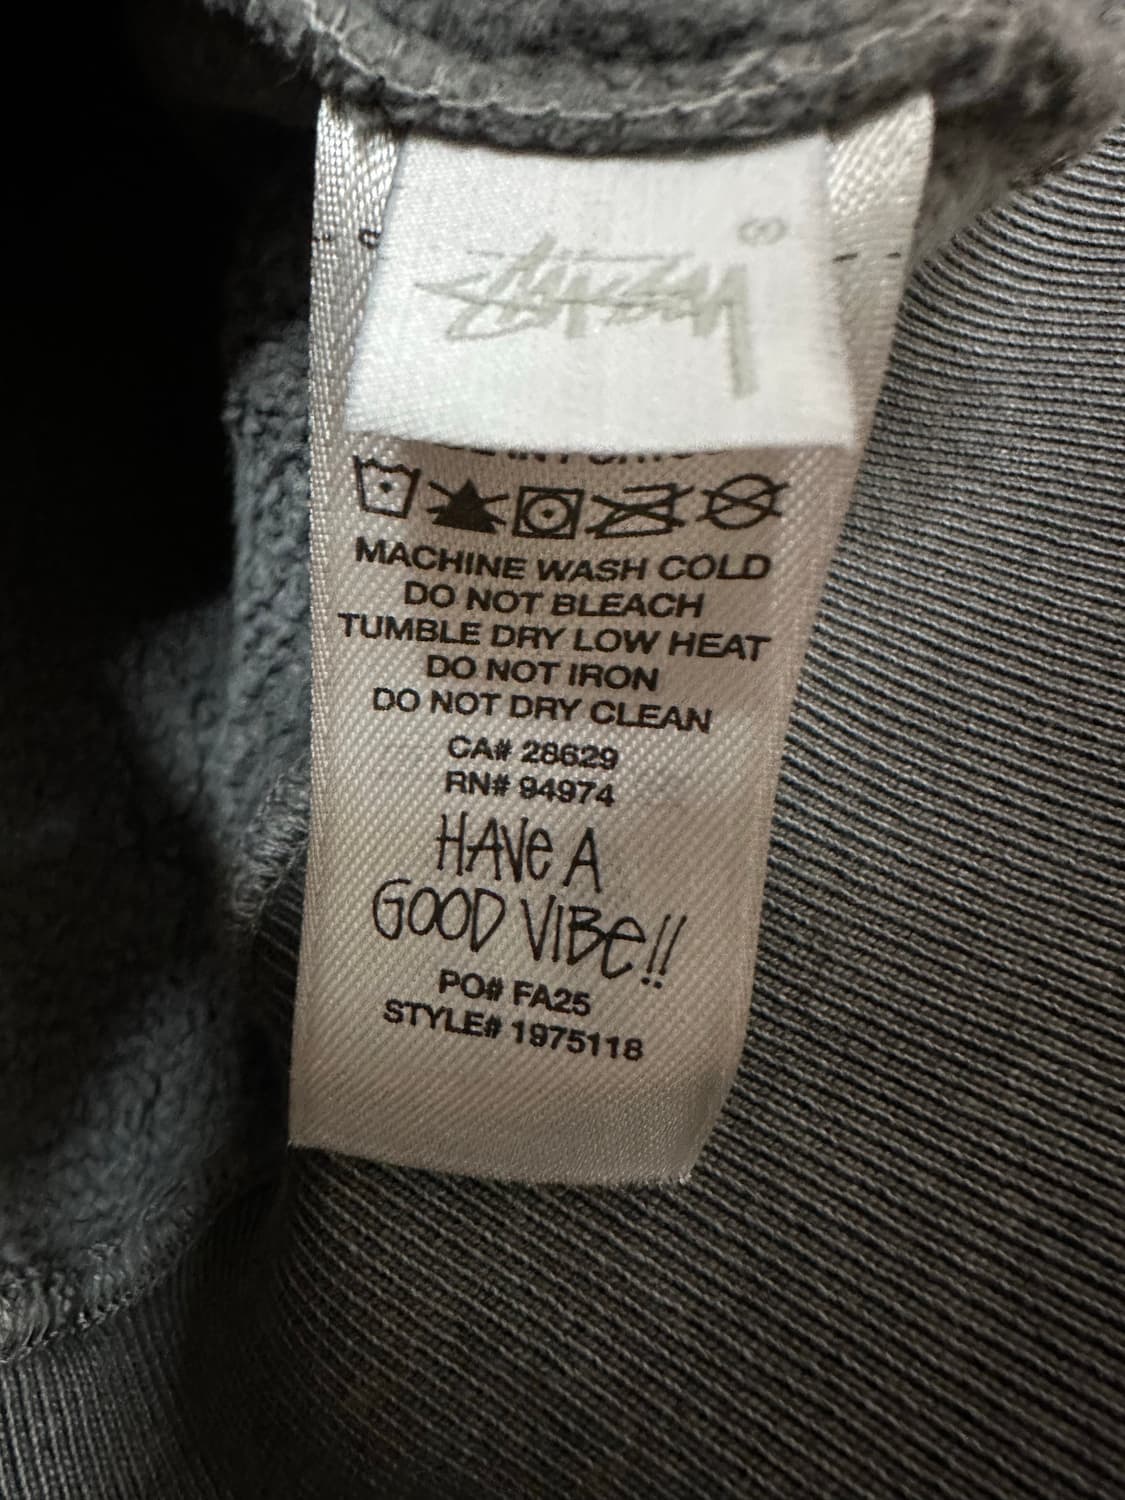 Stüssy
MACHINE WASH COLD
DO NOT BLEACH
TUMBLE DRY LOW HEAT
DO NOT IRON
DO NOT DRY CLEAN
CA# 28629
RN# 94974
HAVE A
GOOD VIBE!!
PO# FA25
STYLE# 1975118